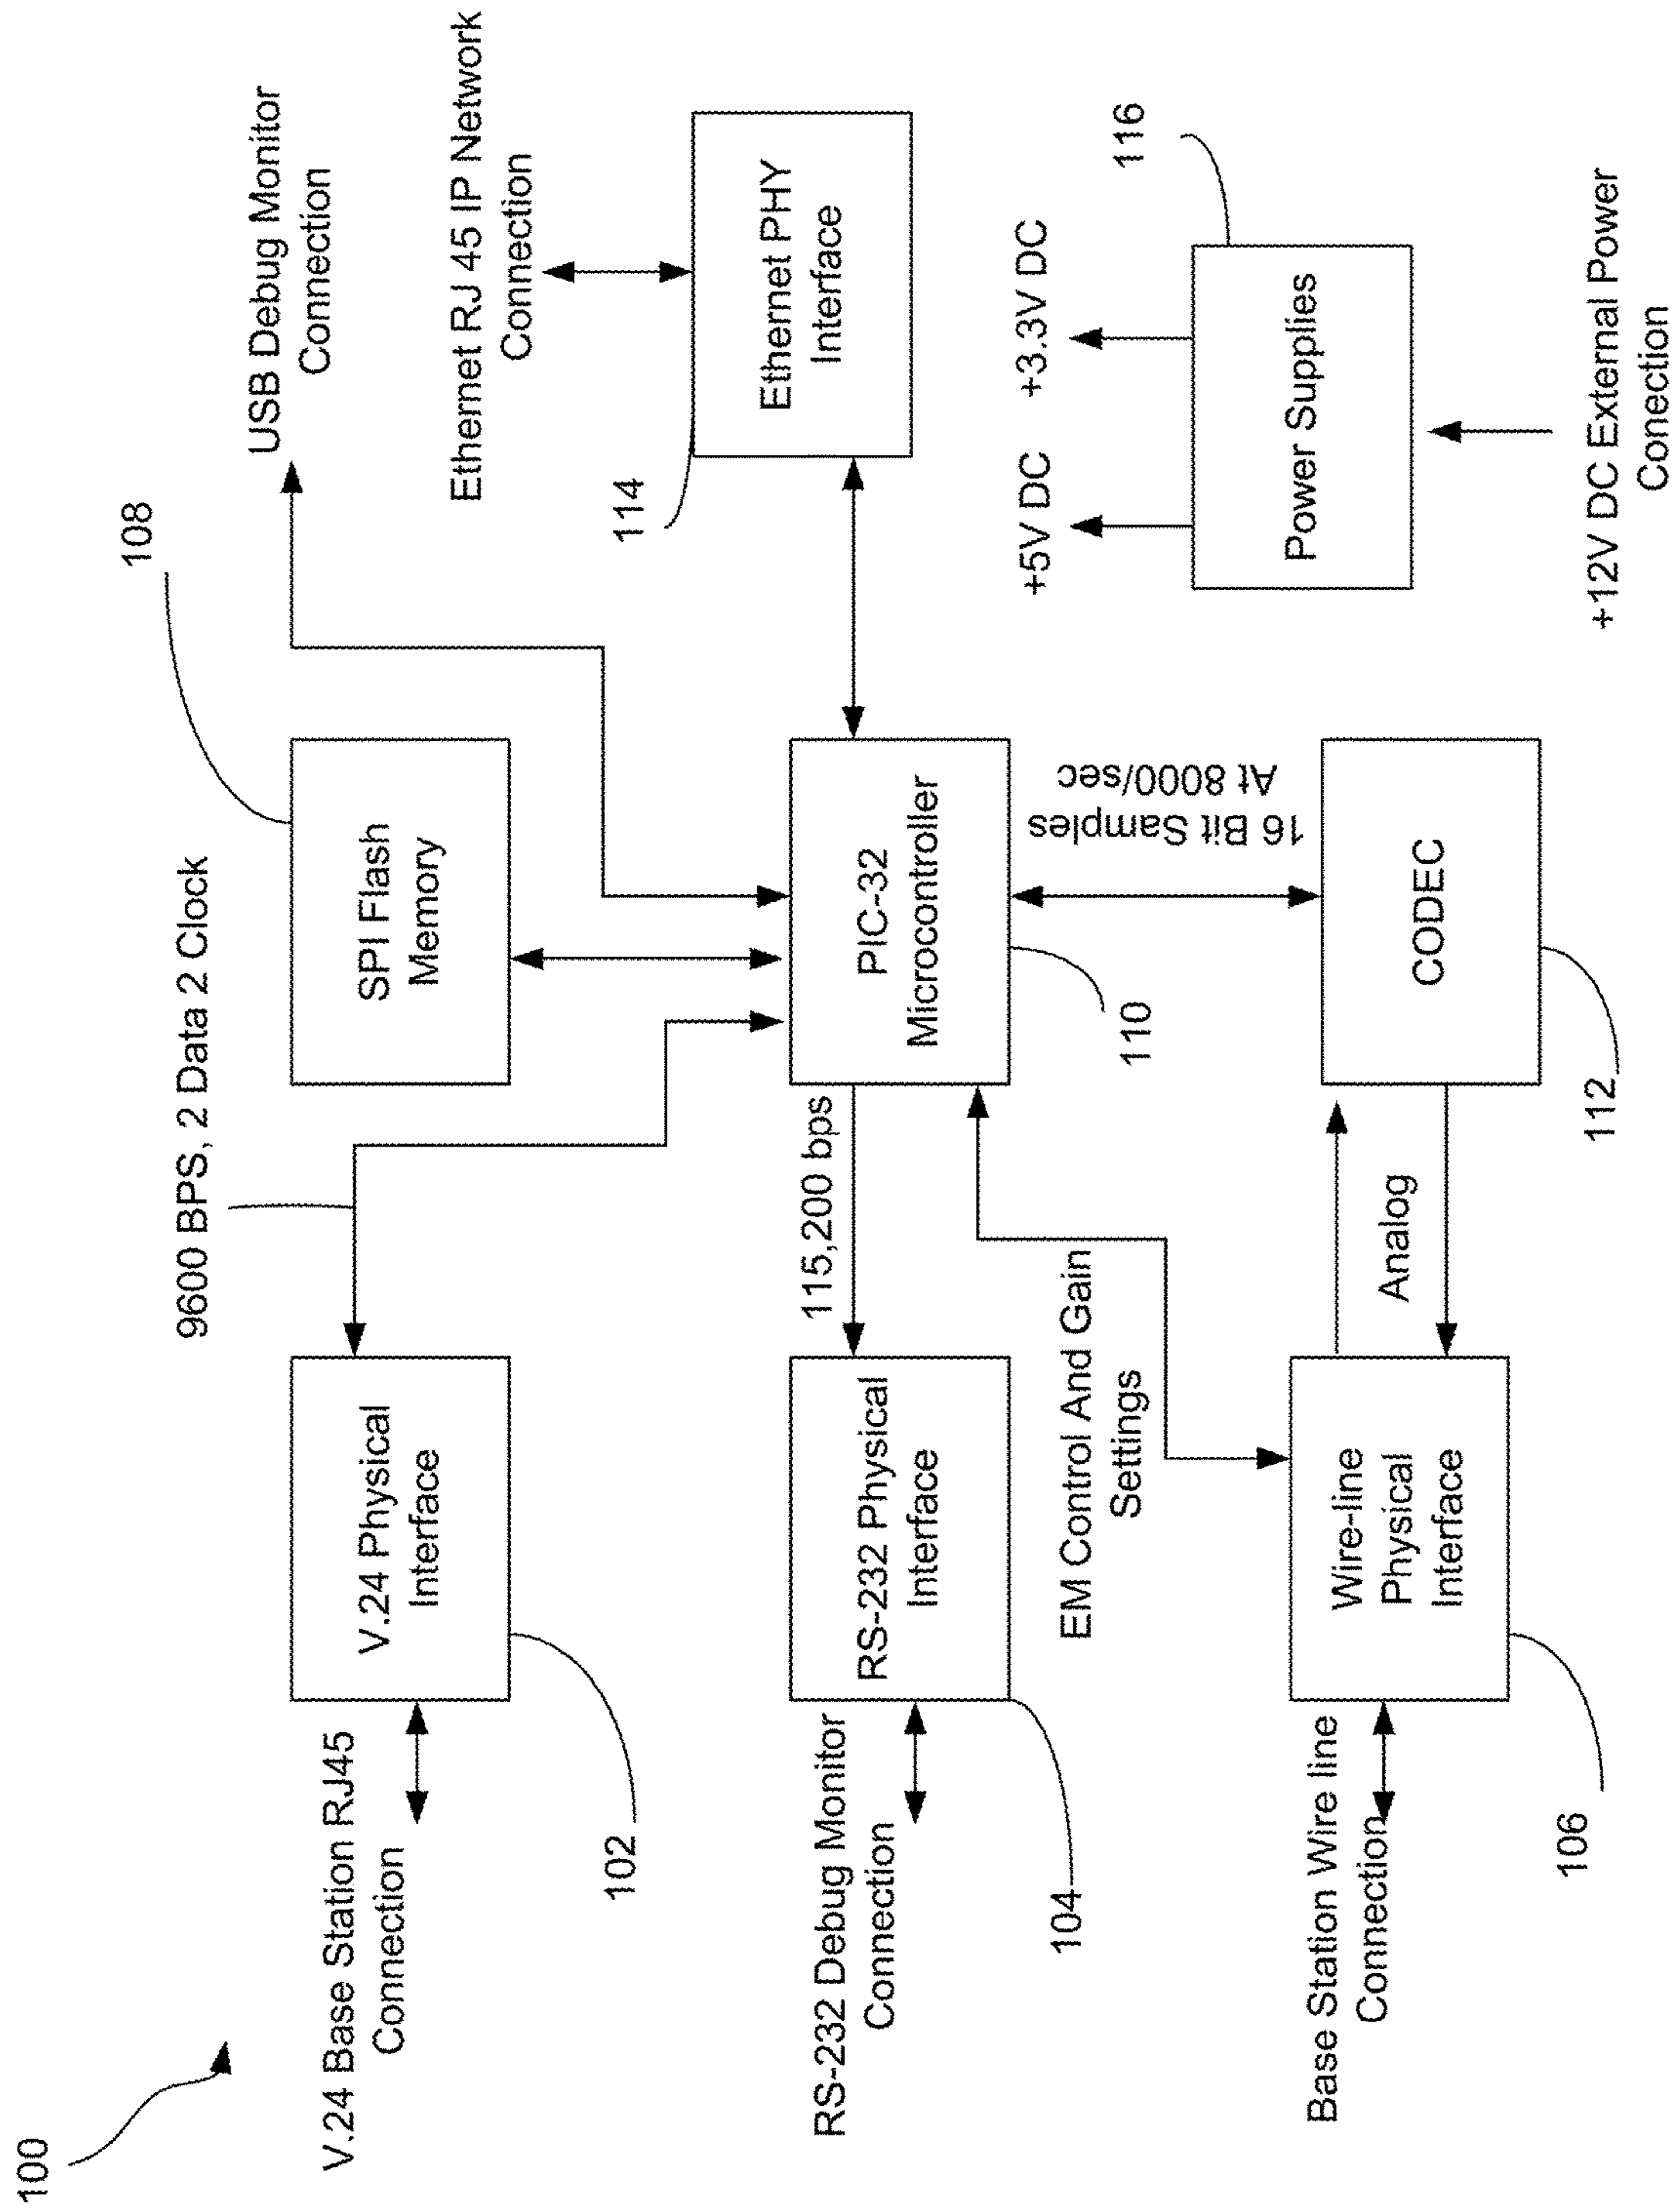 100
9600 BPS, 2 Data 2 Clock
108
USB Debug Monitor
Connection
V.24 Base Station RJ45
Connection
V.24 Physical
Interface
102
SPI Flash
Memory
Ethernet RJ 45 IP Network
Connection
114
RS-232 Debug Monitor
Connection
RS-232 Physical
Interface
104
115,200 bps
PIC-32
Microcontroller
110
Ethernet PHY
Interface
EM Control And Gain
Settings
16 Bit Samples
At 8000/sec
+5V DC
+3.3V DC
116
Base Station Wire line
Connection
Wire-line
Physical
Interface
106
Analog
CODEC
112
Power Supplies
+12V DC External Power
Conection